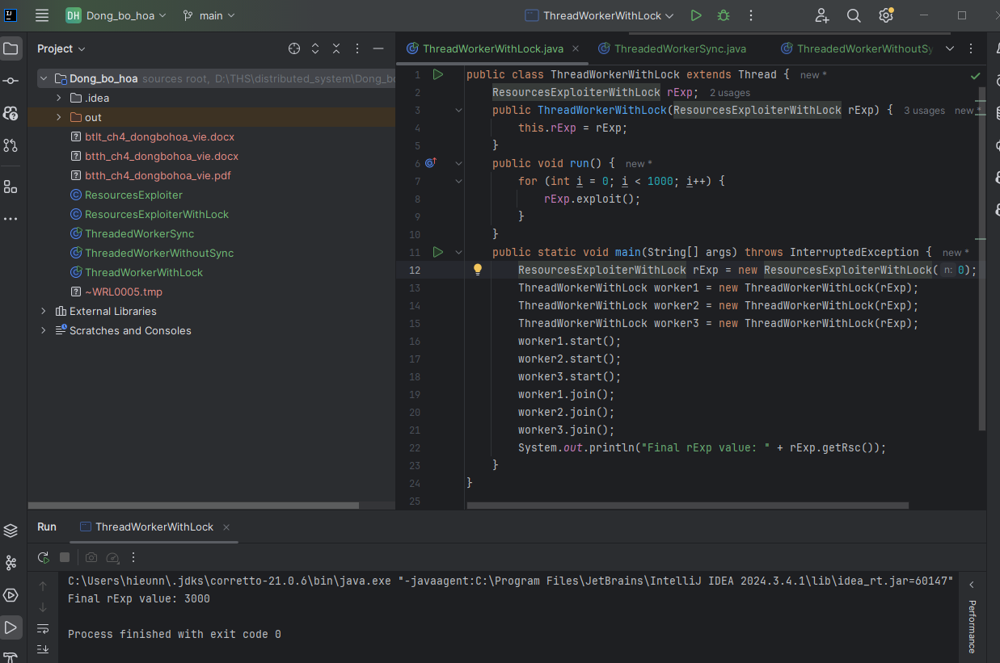 DH Dong_bo_hoa main ThreadWorkerWithLock
Project
ThreadWorkerWithLock.java ThreadedWorkerSync.java ThreadedWorkerWithoutSy
Dong_bo_hoa sources root, D:\THS\distributed_system\Dong_bo
.idea
out
btlt_ch4_dongbohoa_vie.docx
btth_ch4_dongbohoa_vie.docx
btth_ch4_dongbohoa_vie.pdf
ResourcesExploiter
ResourcesExploiterWithLock
ThreadedWorkerSync
ThreadedWorkerWithoutSync
ThreadWorkerWithLock
~WRL0005.tmp
External Libraries
Scratches and Consoles
1 public class ThreadWorkerWithLock extends Thread { new *
2 ResourcesExploiterWithLock rExp; 2 usages
3 public ThreadWorkerWithLock(ResourcesExploiterWithLock rExp) { 3 usages new *
4 this.rExp = rExp;
5 }
6 public void run() { new *
7 for (int i = 0; i < 1000; i++) {
8 rExp.exploit();
9 }
10 }
11 public static void main(String[] args) throws InterruptedException { new *
12 ResourcesExploiterWithLock rExp = new ResourcesExploiterWithLock( n: 0);
13 ThreadWorkerWithLock worker1 = new ThreadWorkerWithLock(rExp);
14 ThreadWorkerWithLock worker2 = new ThreadWorkerWithLock(rExp);
15 ThreadWorkerWithLock worker3 = new ThreadWorkerWithLock(rExp);
16 worker1.start();
17 worker2.start();
18 worker3.start();
19 worker1.join();
20 worker2.join();
21 worker3.join();
22 System.out.println("Final rExp value: " + rExp.getRsc());
23 }
24 }
25
Run ThreadWorkerWithLock
C:\Users\hieunn\.jdks\corretto-21.0.6\bin\java.exe "-javaagent:C:\Program Files\JetBrains\IntelliJ IDEA 2024.3.4.1\lib\idea_rt.jar=60147"
Final rExp value: 3000
Process finished with exit code 0
Performance